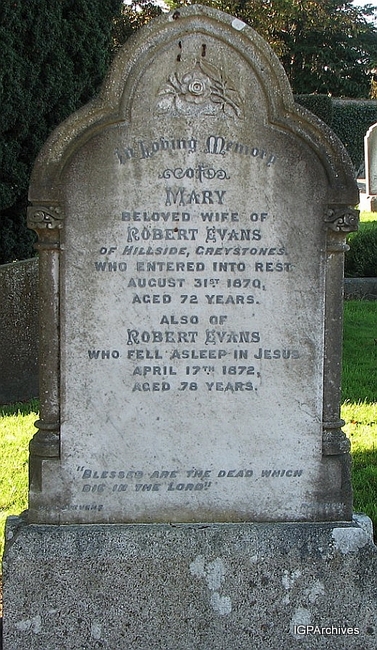 In Loving Memory
OF
MARY
BELOVED WIFE OF
ROBERT EVANS
OF HILLSIDE, GREYSTONES.
WHO ENTERED INTO REST
AUGUST 31ST 1870,
AGED 72 YEARS.
ALSO OF
ROBERT EVANS
WHO FELL ASLEEP IN JESUS
APRIL 17TH 1872,
AGED 78 YEARS.
"BLESSED ARE THE DEAD WHICH
DIE IN THE LORD"
IGPArchives